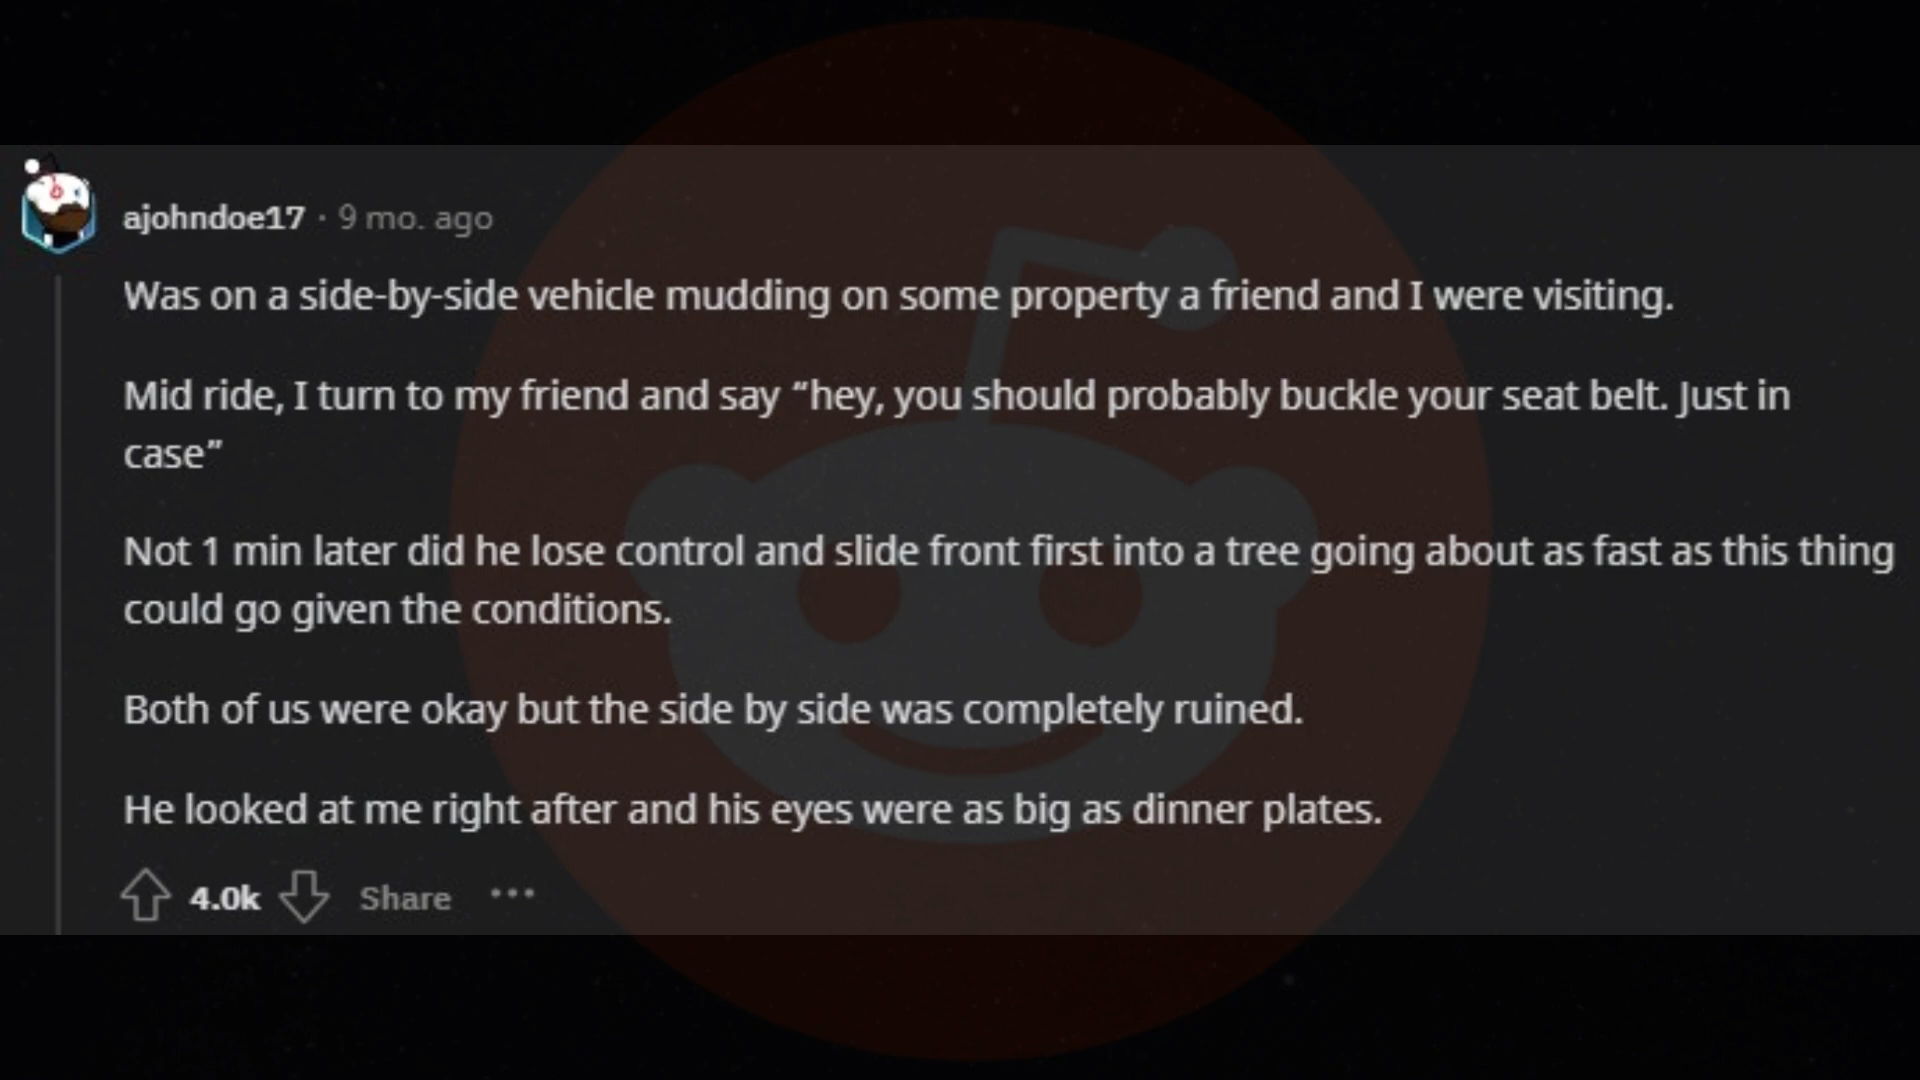 ajohndoe17 · 9 mo. ago
Was on a side-by-side vehicle mudding on some property a friend and I were visiting.
Mid ride, I turn to my friend and say “hey, you should probably buckle your seat belt. Just in
case”
Not 1 min later did he lose control and slide front first into a tree going about as fast as this thing
could go given the conditions.
Both of us were okay but the side by side was completely ruined.
He looked at me right after and his eyes were as big as dinner plates.
4.0k Share ···